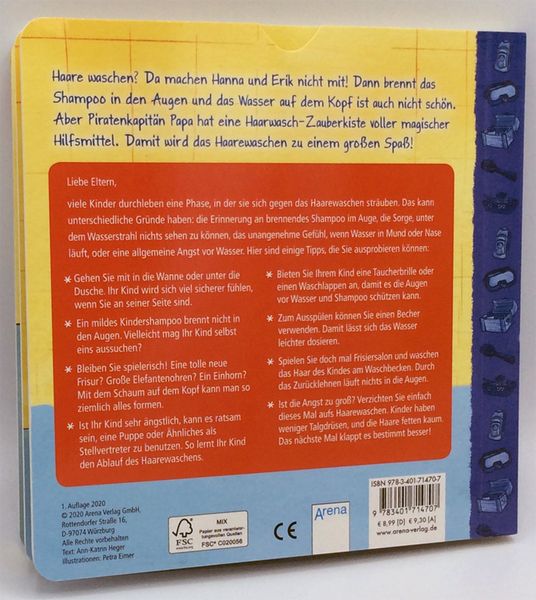 Haare waschen? Da machen Hanna und Erik nicht mit! Dann brennt das
Shampoo in den Augen und das Wasser auf dem Kopf ist auch nicht schön.
Aber Piratenkapitän Papa hat eine Haarwasch-Zauberkiste voller magischer
Hilfsmittel. Damit wird das Haarewaschen zu einem großen Spaß!
Liebe Eltern,
viele Kinder durchleben eine Phase, in der sie sich gegen das Haarewaschen sträuben. Das kann
unterschiedliche Gründe haben: die Erinnerung an brennendes Shampoo im Auge, die Sorge, unter
dem Wasserstrahl nichts sehen zu können, das unangenehme Gefühl, wenn Wasser in Mund oder Nase
läuft, oder eine allgemeine Angst vor Wasser. Hier sind einige Tipps, die Sie ausprobieren können:
* Gehen Sie mit in die Wanne oder unter die
Dusche. Ihr Kind wird sich viel sicherer fühlen,
wenn Sie an seiner Seite sind.
* Ein mildes Kindershampoo brennt nicht in
den Augen. Vielleicht mag Ihr Kind selbst
eins aussuchen?
* Bleiben Sie spielerisch! Eine tolle neue
Frisur? Große Elefantenohren? Ein Einhorn?
Mit dem Schaum auf dem Kopf kann man so
ziemlich alles formen.
* Ist Ihr Kind sehr ängstlich, kann es ratsam
sein, eine Puppe oder Ähnliches als
Stellvertreter zu benutzen. So lernt Ihr Kind
den Ablauf des Haarewaschens.
* Bieten Sie Ihrem Kind eine Taucherbrille oder
einen Waschlappen an, damit es die Augen
vor Wasser und Shampoo schützen kann.
* Zum Ausspülen können Sie einen Becher
verwenden. Damit lässt sich das Wasser
leichter dosieren.
* Spielen Sie doch mal Frisiersalon und waschen
das Haar des Kindes am Waschbecken. Durch
das Zurücklehnen läuft nichts in die Augen.
* Ist die Angst zu groß? Verzichten Sie einfach
dieses Mal aufs Haarewaschen. Kinder haben
weniger Talgdrüsen, und die Haare fetten kaum.
Das nächste Mal klappt es bestimmt besser!
1. Auflage 2020
© 2020 Arena Verlag GmbH,
Rottendorfer Straße 16,
D-97074 Würzburg
Alle Rechte vorbehalten
Text: Ann-Katrin Heger
Illustrationen: Petra Eimer
FSC
www.fsc.org
MIX
Papier aus verantwor-
tungsvollen Quellen
FSC® C020056
CE
Arena
ISBN 978-3-401-71470-7
9 783401 714707
€ 8,99 [D] € 9,30 [A]
www.arena-verlag.de